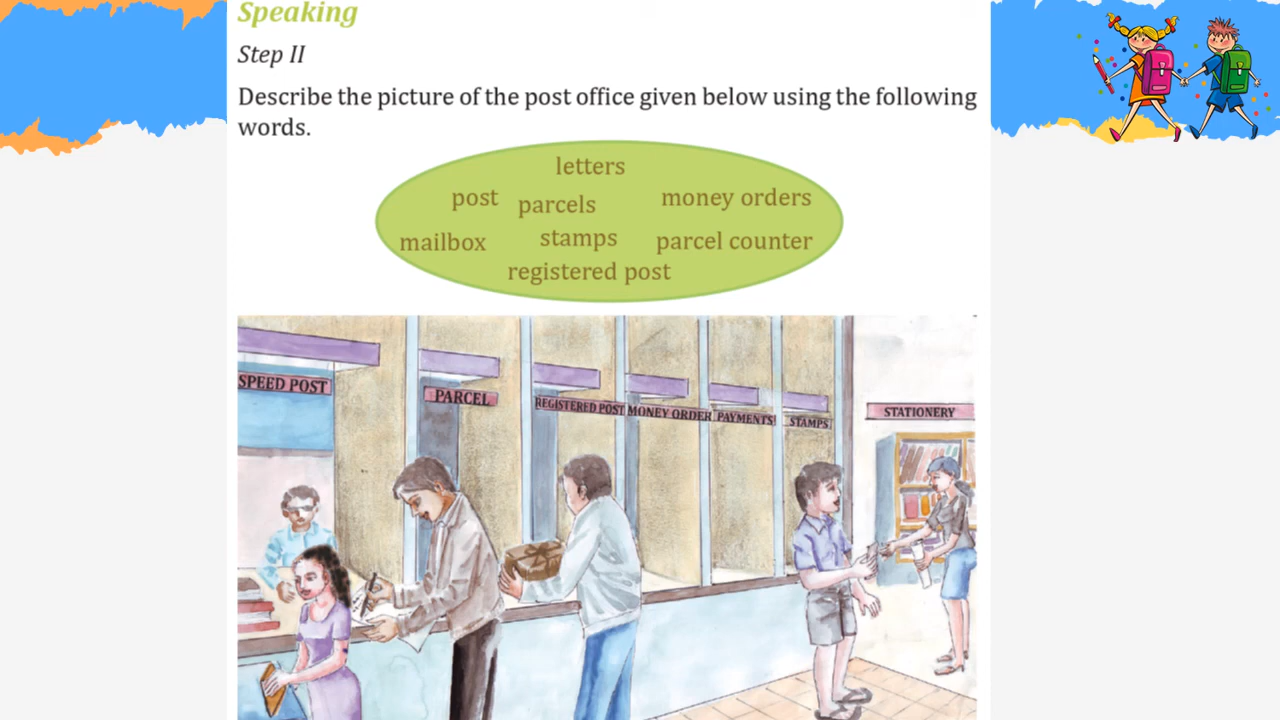 Speaking
Step II
Describe the picture of the post office given below using the following
words.
letters
post parcels money orders
mailbox stamps parcel counter
registered post
SPEED POST
PARCEL
REGISTERED POST MONEY ORDER PAYMENTS STAMPS
STATIONERY